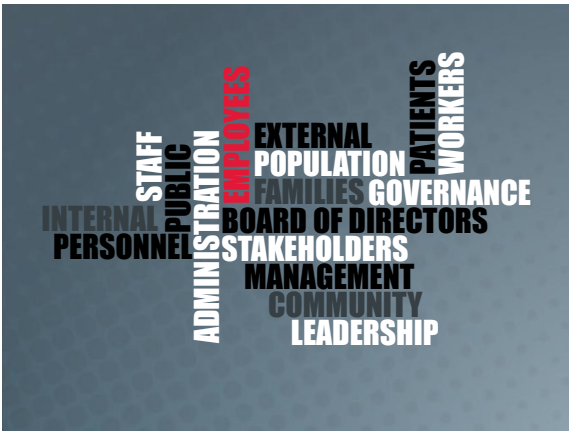 STAFF
PUBLIC
ADMINISTRATION
EMPLOYEES
PATIENTS
WORKERS
EXTERNAL
POPULATION
FAMILIES
GOVERNANCE
INTERNAL
BOARD OF DIRECTORS
PERSONNEL
STAKEHOLDERS
MANAGEMENT
COMMUNITY
LEADERSHIP